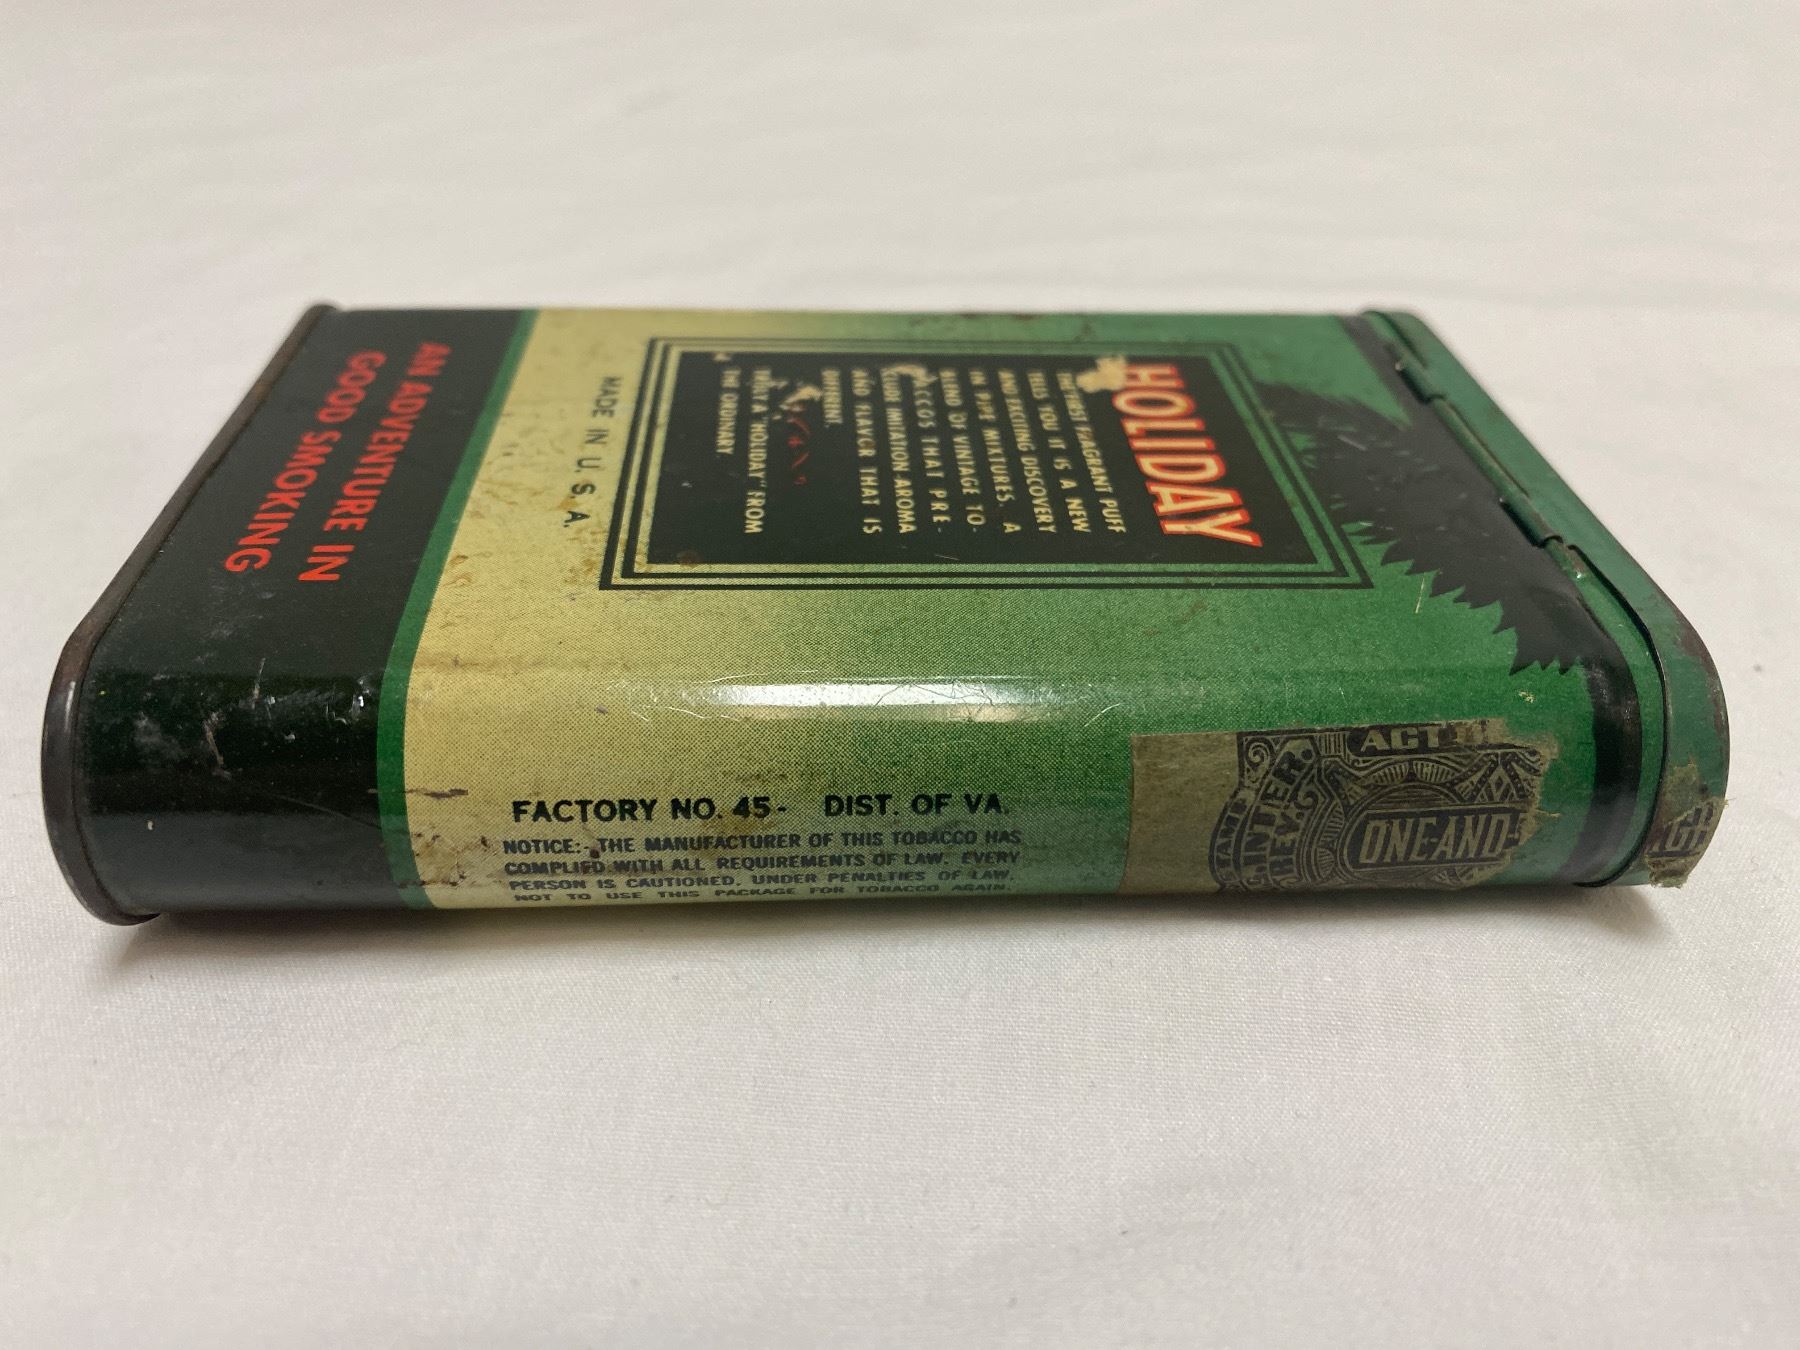 HOLIDAY
THE FIRST FRAGRANT PUFF
TELLS YOU IT IS A NEW
AND EXCITING DISCOVERY
IN PIPE MIXTURES. A
BLEND OF VINTAGE TO-
BACCOS THAT PRE-
CLUDE IMITATION AROMA
AND FLAVOR THAT IS
DIFFERENT.
TAKE A "HOLIDAY" FROM
THE ORDINARY
MADE IN U.S.A.
AN ADVENTURE IN
GOOD SMOKING
FACTORY NO. 45- DIST. OF VA.
NOTICE:- THE MANUFACTURER OF THIS TOBACCO HAS
COMPLIED WITH ALL REQUIREMENTS OF LAW. EVERY
PERSON IS CAUTIONED, UNDER PENALTIES OF LAW,
NOT TO USE THIS PACKAGE FOR TOBACCO AGAIN.
ACT
STAMP
INTER.
REV.
ONE-AND-